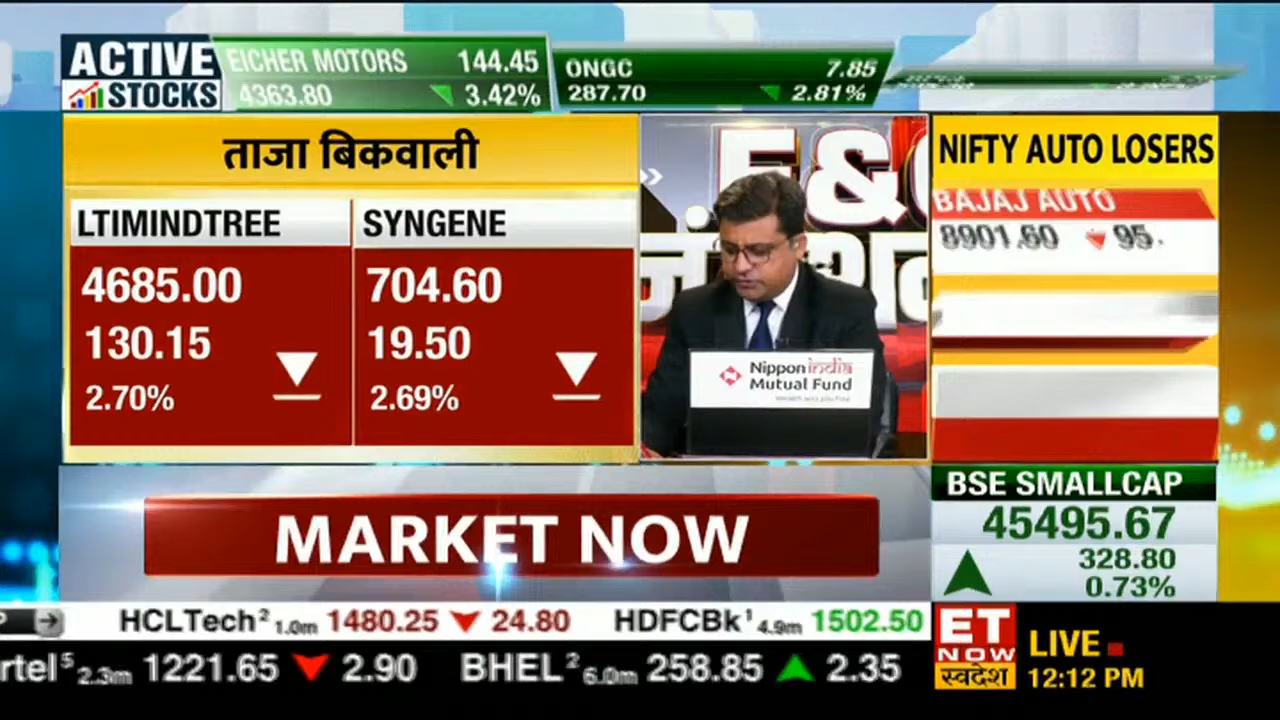 ACTIVE
STOCKS
EICHER MOTORS 144.45
4363.80 3.42%
ONGC 7.85
287.70 2.81%
ताजा बिकवाली
LTIMINDTREE
4685.00
130.15
2.70%
SYNGENE
704.60
19.50
2.69%
F&
Nippon india
Mutual Fund
NIFTY AUTO LOSERS
BAJAJ AUTO
8901.60 95.
MARKET NOW
BSE SMALLCAP
45495.67
328.80
0.73%
HCLTech² 1.0m 1480.25 24.80 HDFCBk¹ 4.9m 1502.50
rtel⁵ 2.3m 1221.65 2.90 BHEL² 6.0m 258.85 2.35
ET
NOW
स्वदेश
LIVE
12:12 PM